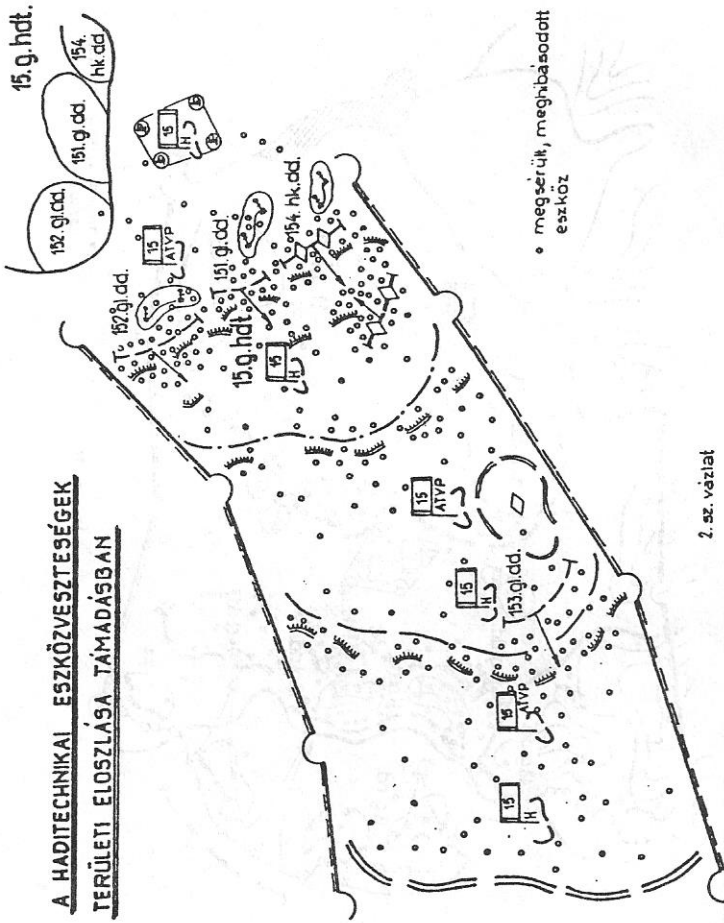 A HADITECHNIKAI ESZKÖZVESZTESÉGEK
TERÜLETI ELOSZLÁSA TÁMADÁSBAN
15.g.hdt.
152.gl.dd.
151.gl.dd.
154.
hk.dd
15
H
15
ATVP
152.gl.dd.
151.gl.dd.
154. hk.dd.
15.g.hdt
15
H
15
ATVP
15
H
153.gl.dd.
15
ATVP
15
H
megsérült, meghibásodott
eszköz
2. sz. vázlat